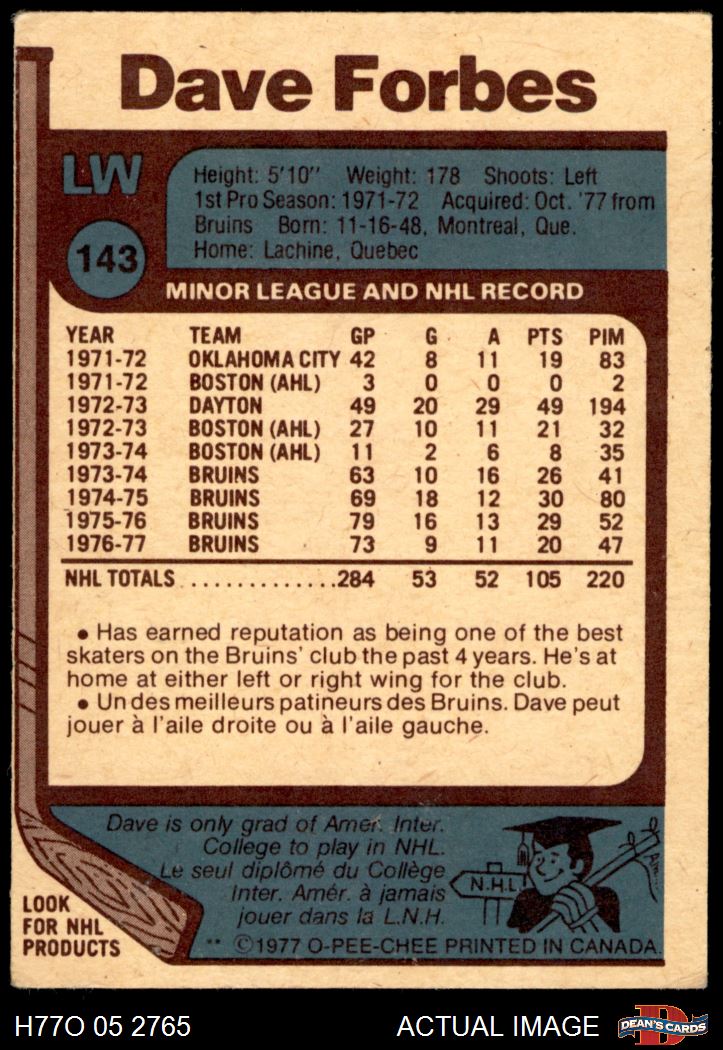 Dave Forbes
LW
143
Height: 5'10" Weight: 178 Shoots: Left
1st Pro Season: 1971-72 Acquired: Oct. '77 from
Bruins Born: 11-16-48, Montreal, Que.
Home: Lachine, Quebec
MINOR LEAGUE AND NHL RECORD
YEAR TEAM GP G A PTS PIM
1971-72 OKLAHOMA CITY 42 8 11 19 83
1971-72 BOSTON (AHL) 3 0 0 0 2
1972-73 DAYTON 49 20 29 49 194
1972-73 BOSTON (AHL) 27 10 11 21 32
1973-74 BOSTON (AHL) 11 2 6 8 35
1973-74 BRUINS 63 10 16 26 41
1974-75 BRUINS 69 18 12 30 80
1975-76 BRUINS 79 16 13 29 52
1976-77 BRUINS 73 9 11 20 47
NHL TOTALS .............284 53 52 105 220
• Has earned reputation as being one of the best
skaters on the Bruins' club the past 4 years. He's at
home at either left or right wing for the club.
• Un des meilleurs patineurs des Bruins. Dave peut
jouer à l'aile droite ou à l'aile gauche.
Dave is only grad of Amer. Inter.
College to play in NHL.
Le seul diplômé du Collège
Inter. Amér. à jamais
jouer dans la L.N.H.
N.H.L
LOOK
FOR NHL
PRODUCTS
** ©1977 O-PEE-CHEE PRINTED IN CANADA.
H77O 05 2765 ACTUAL IMAGE
DEAN'S CARDS